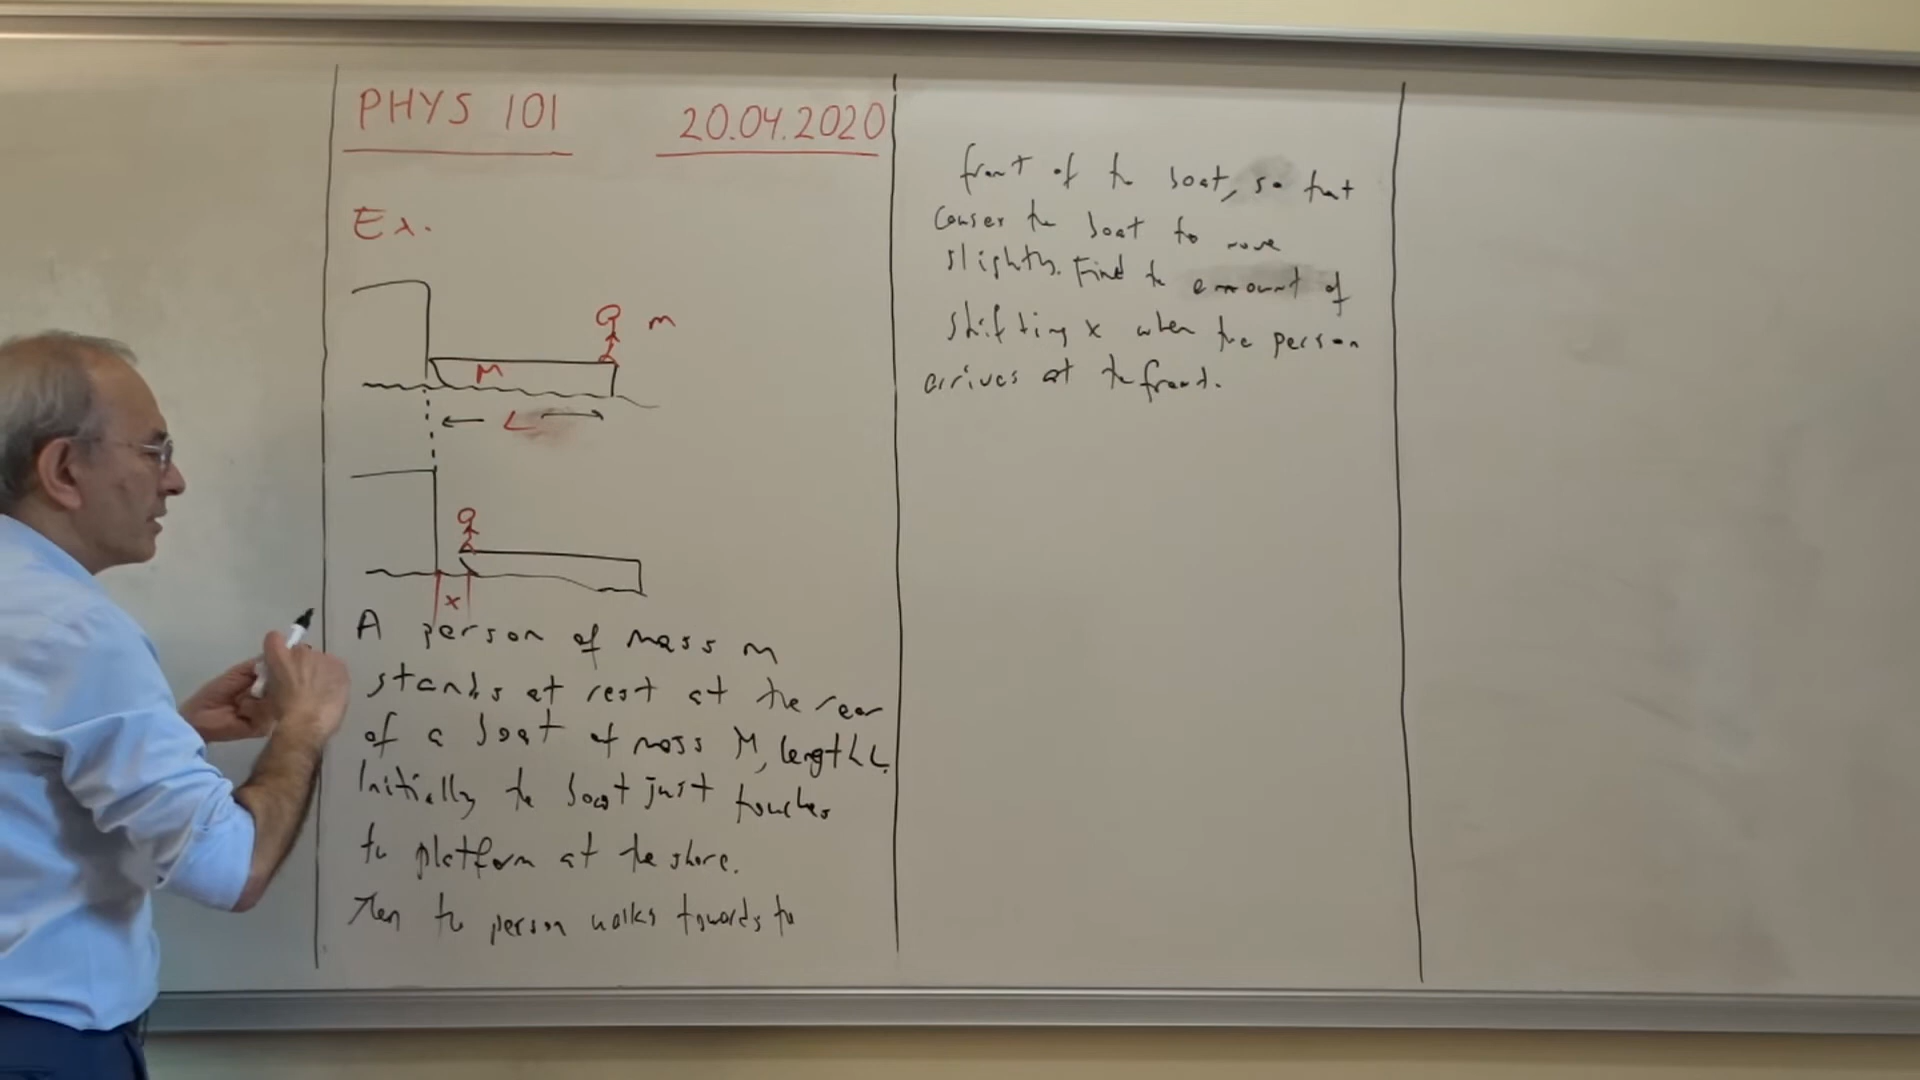 PHYS 101
20.04.2020
Ex.
m
M
L
x
A person of mass m
stands at rest at the rear
of a boat of mass M, length L.
Initially the boat just touches
the platform at the shore.
Then the person walks towards the
front of the boat, so that
causes the boat to move
slightly. Find the amount of
shifting x when the person
arrives at the front.